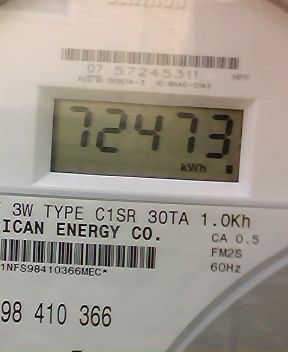 07 57245311 NPP
72473
kWh
3W TYPE C1SR 30TA 1.0Kh
ICAN ENERGY CO.
CA 0.5
FM2S
60Hz
1NFS98410366MEC*
98 410 366